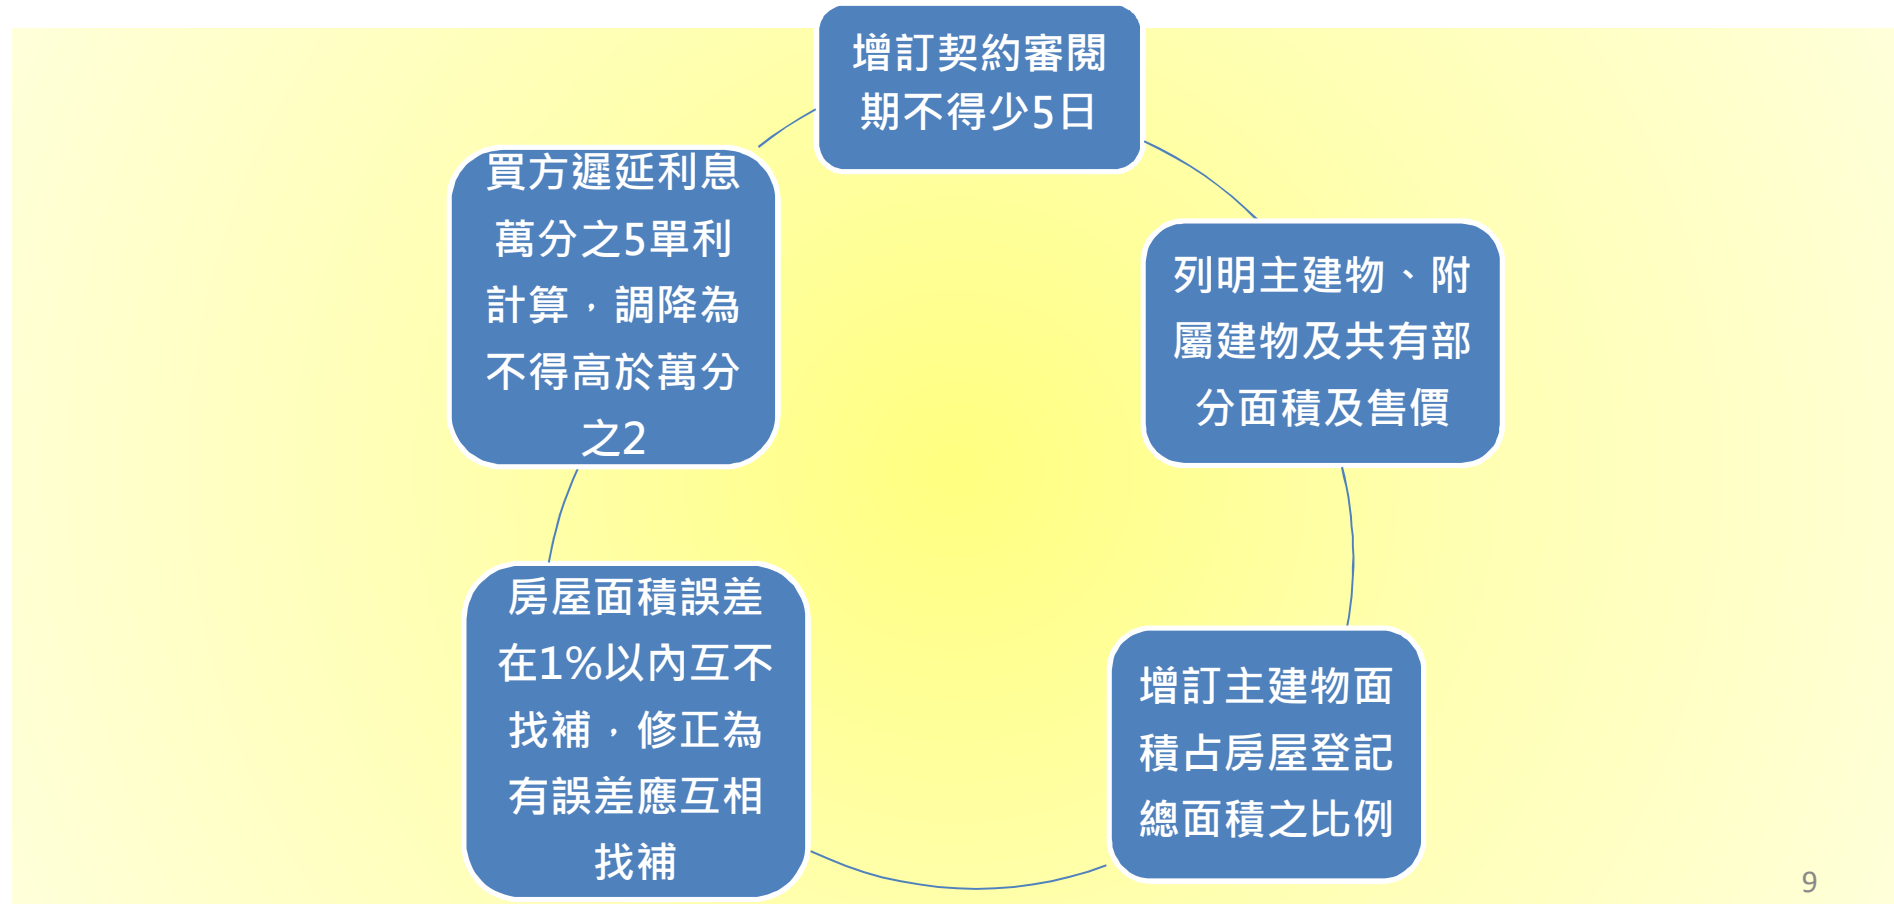 增訂契約審閱
期不得少5日
列明主建物、附
屬建物及共有部
分面積及售價
增訂主建物面
積占房屋登記
總面積之比例
房屋面積誤差
在1%以內互不
找補，修正為
有誤差應互相
找補
買方遲延利息
萬分之5單利
計算，調降為
不得高於萬分
之2
9